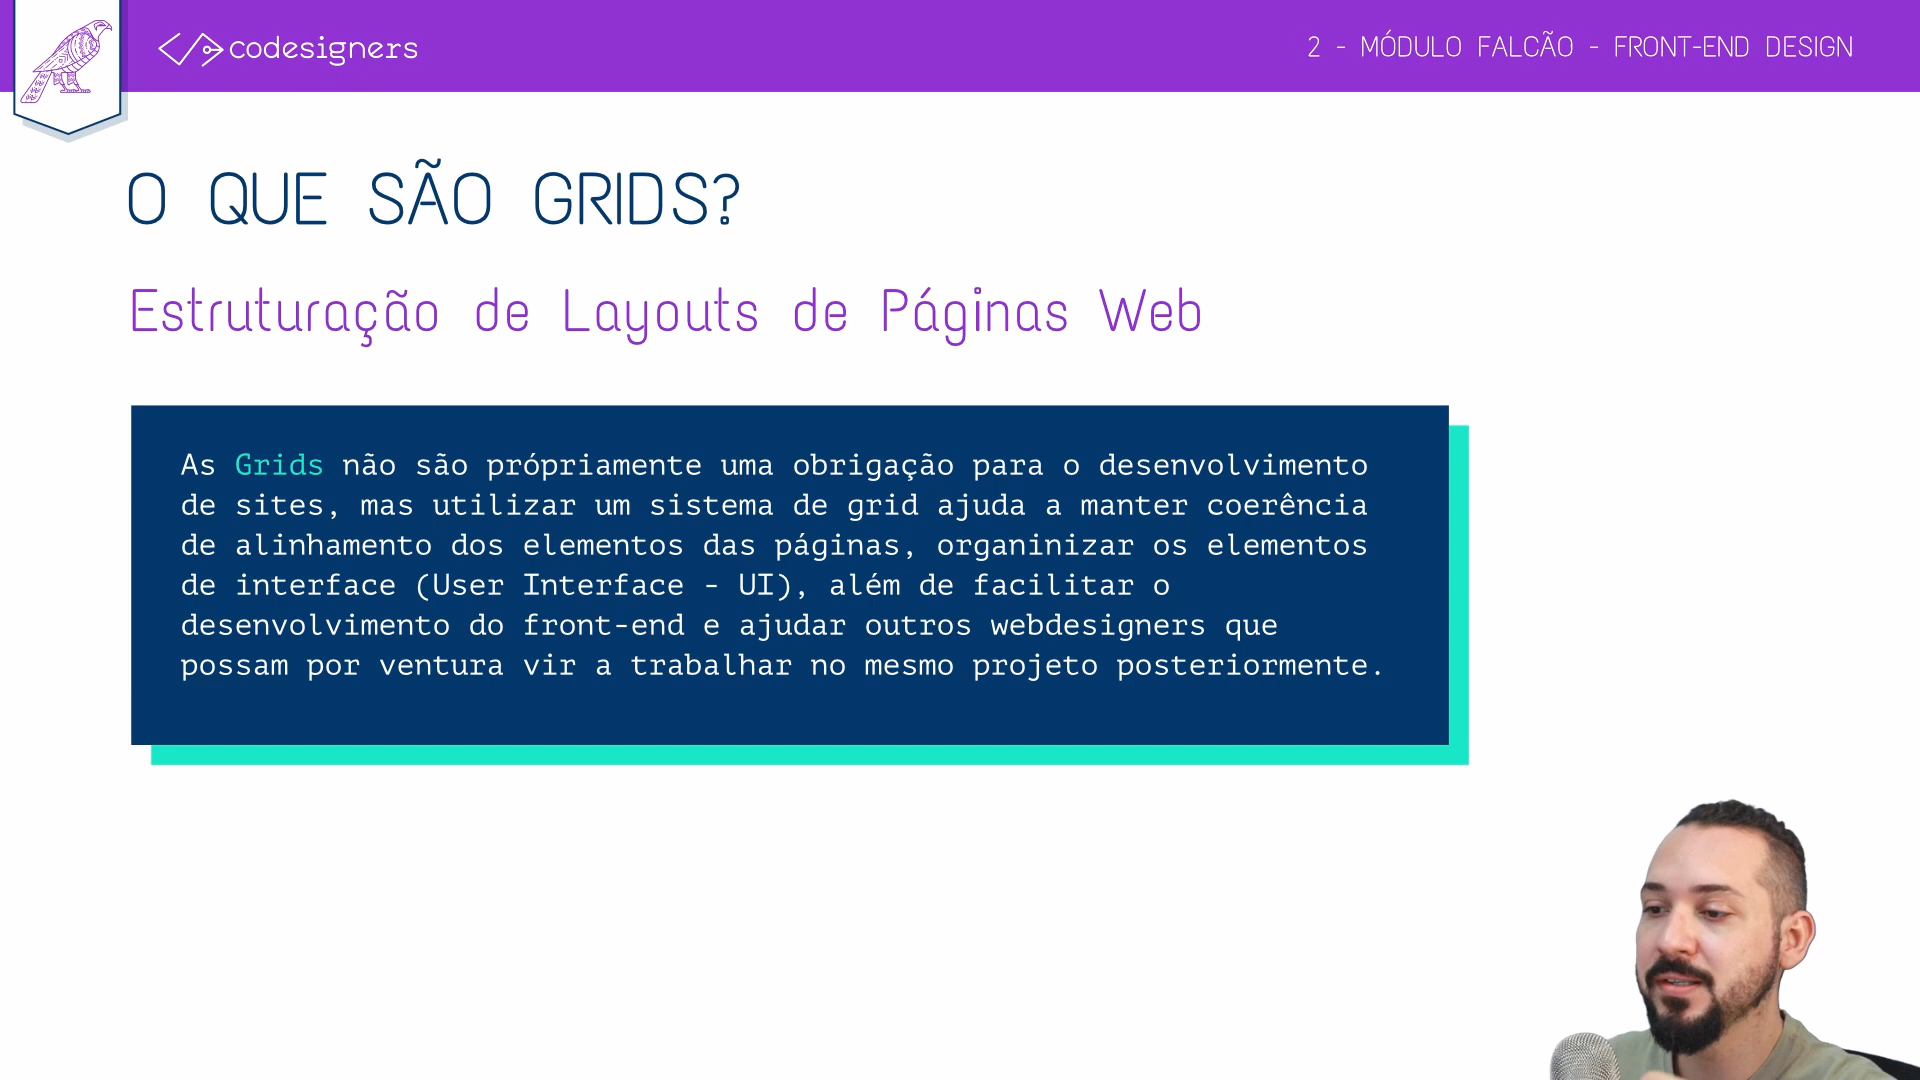 codesigners
2 - MÓDULO FALCÃO - FRONT-END DESIGN
O QUE SÃO GRIDS?
Estruturação de Layouts de Páginas Web
As Grids não são própriamente uma obrigação para o desenvolvimento
de sites, mas utilizar um sistema de grid ajuda a manter coerência
de alinhamento dos elementos das páginas, organinizar os elementos
de interface (User Interface - UI), além de facilitar o
desenvolvimento do front-end e ajudar outros webdesigners que
possam por ventura vir a trabalhar no mesmo projeto posteriormente.